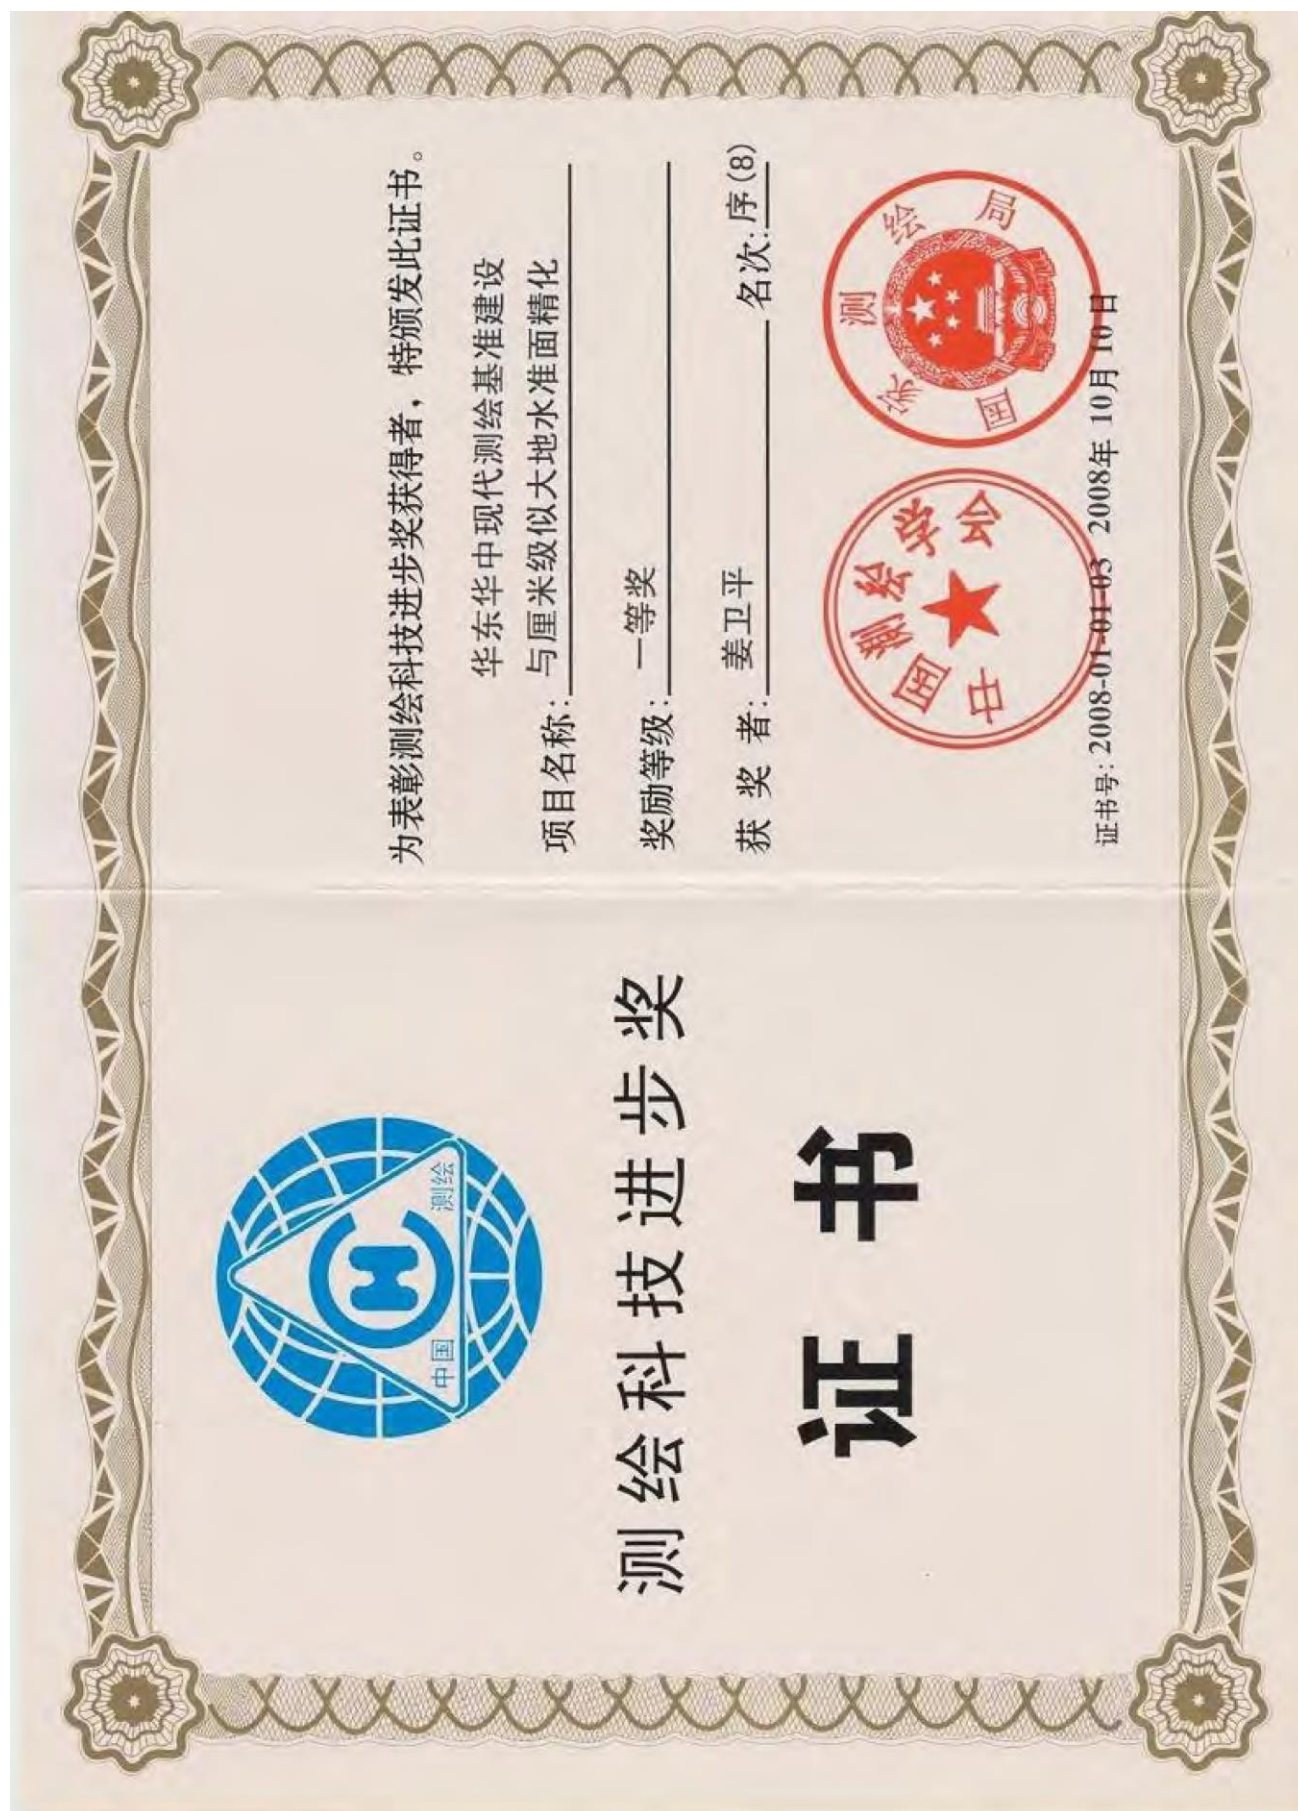 中国 测绘
测绘科技进步奖
证书
为表彰测绘科技进步奖获得者，特颁发此证书。
华东华中现代测绘基准建设
项目名称：与厘米级似大地水准面精化
奖励等级：一等奖
获奖者：姜卫平 名次：序(8)
中国测绘学会
国家测绘局
证书号：2008-01-01-03 2008年10月10日